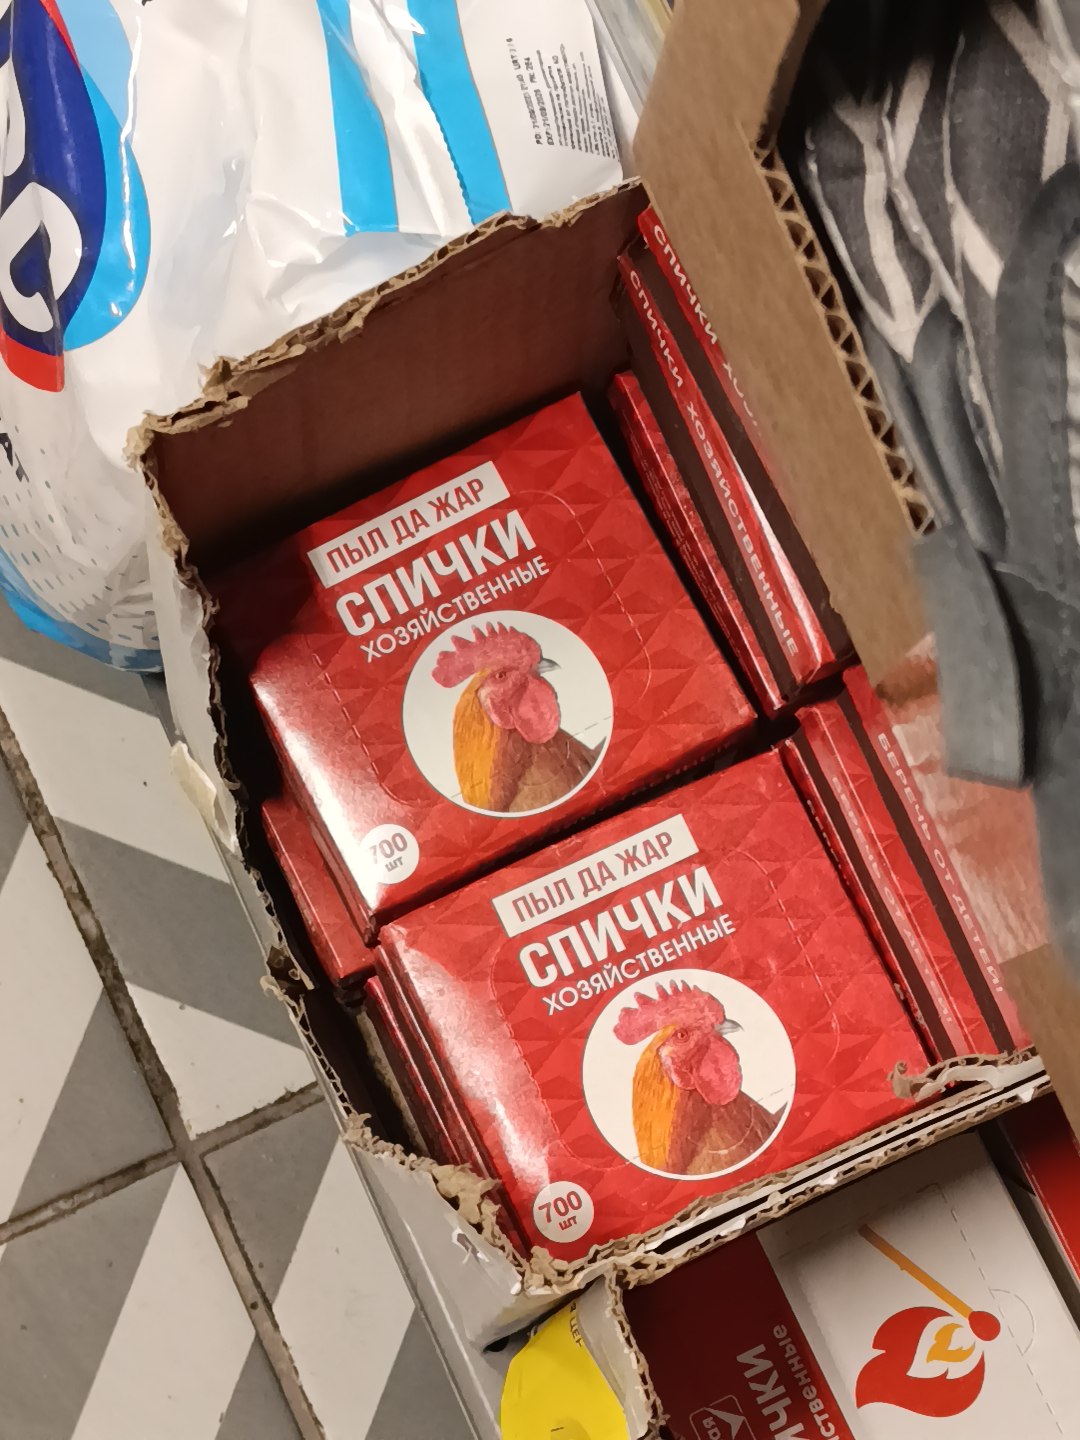 СПИЧКИ
СПИЧКИ ХОЗЯЙСТВЕННЫЕ
ПЫЛ ДА ЖАР
СПИЧКИ
ХОЗЯЙСТВЕННЫЕ
700
шт
БЕРЕЧЬ ОТ ДЕТЕЙ!
ПЫЛ ДА ЖАР
СПИЧКИ
ХОЗЯЙСТВЕННЫЕ
700
шт